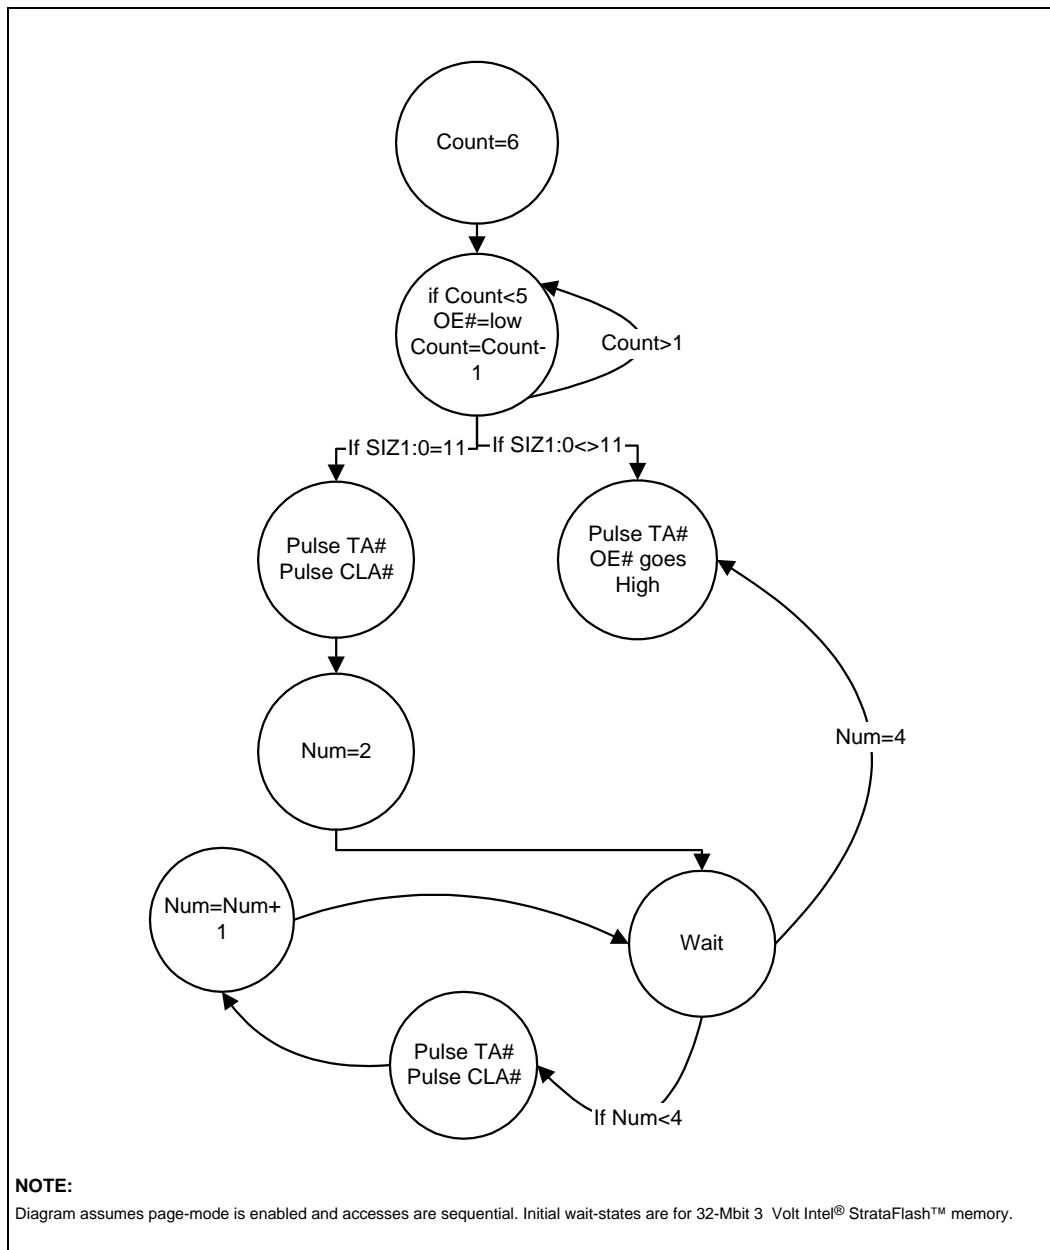 Count=6
if Count<5
OE#=low
Count=Count-
1
Count>1
If SIZ1:0=11
If SIZ1:0<>11
Pulse TA#
Pulse CLA#
Pulse TA#
OE# goes
High
Num=2
Num=4
Num=Num+
1
Wait
Pulse TA#
Pulse CLA#
If Num<4
NOTE:
Diagram assumes page-mode is enabled and accesses are sequential. Initial wait-states are for 32-Mbit 3 Volt Intel® StrataFlash™ memory.